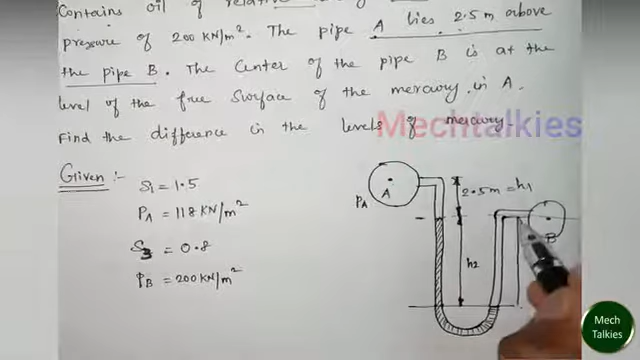 Contains oil of relative
pressure of 200 KN/m². The pipe A lies 2.5m above
the pipe B. The Center of the pipe B is at the
level of the free Surface of the mercury in A.
Find the difference in the levels of mercury.
Mechtalkies
Given :-
S1 = 1.5
PA = 118 KN/m²
S3 = 0.8
PB = 200 KN/m²
A
PA
2.5m = h1
B
h2
Mech
Talkies